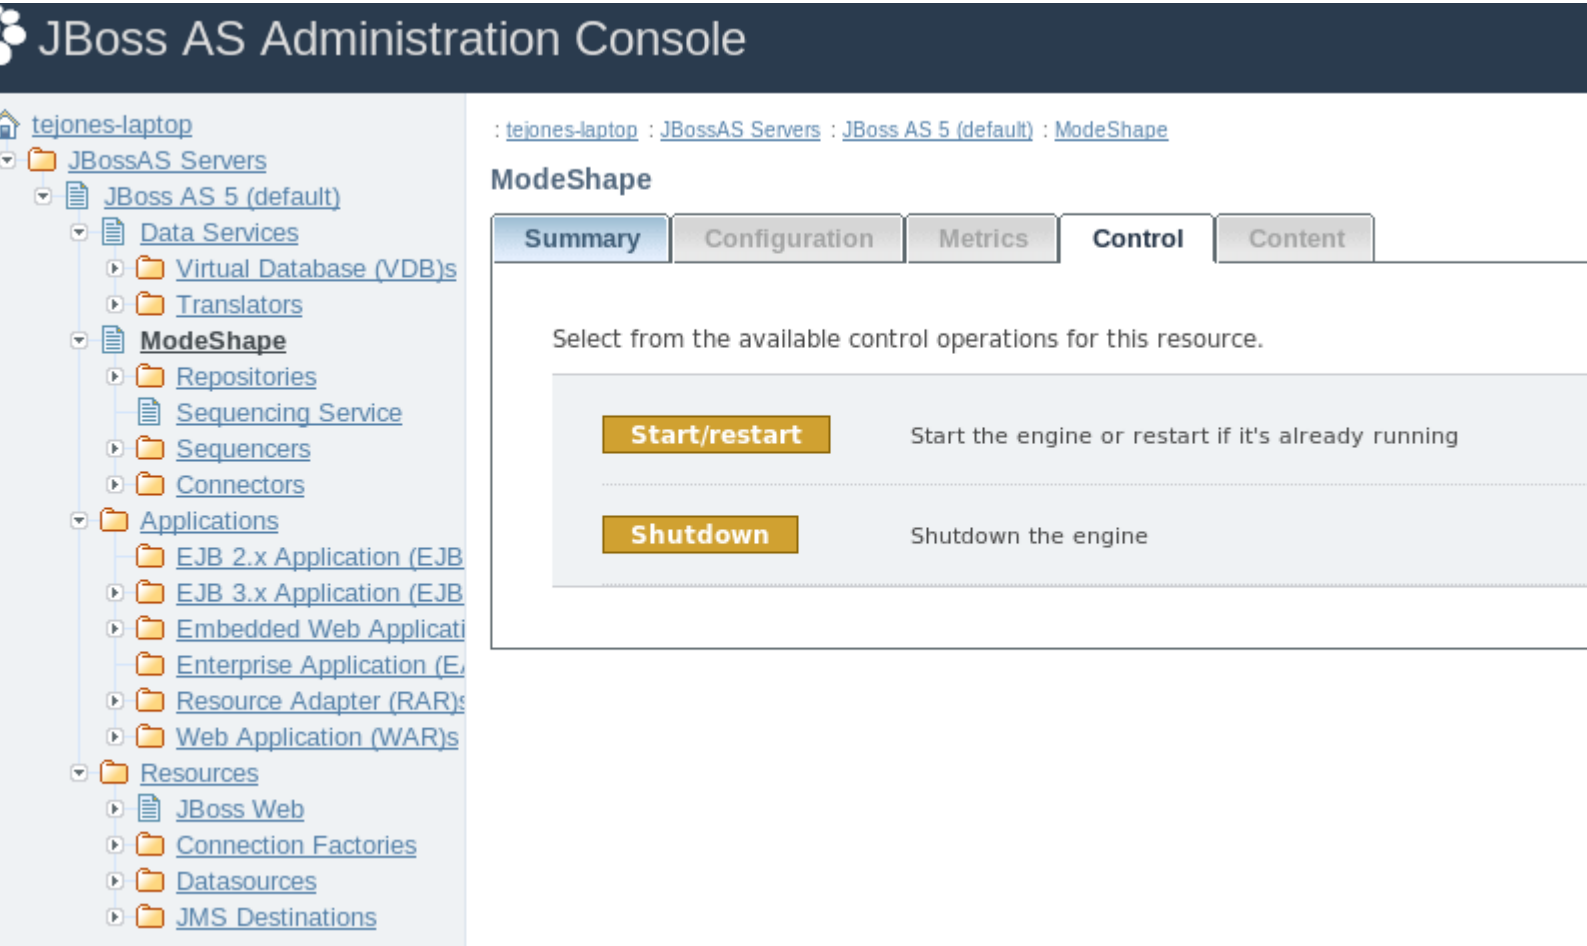 JBoss AS Administration Console
tejones-laptop
JBossAS Servers
JBoss AS 5 (default)
Data Services
Virtual Database (VDB)s
Translators
ModeShape
Repositories
Sequencing Service
Sequencers
Connectors
Applications
EJB 2.x Application (EJB
EJB 3.x Application (EJB
Embedded Web Applicati
Enterprise Application (EA
Resource Adapter (RAR)s
Web Application (WAR)s
Resources
JBoss Web
Connection Factories
Datasources
JMS Destinations
: tejones-laptop : JBossAS Servers : JBoss AS 5 (default) : ModeShape
ModeShape
Summary Configuration Metrics Control Content
Select from the available control operations for this resource.
Start/restart Start the engine or restart if it's already running
Shutdown Shutdown the engine